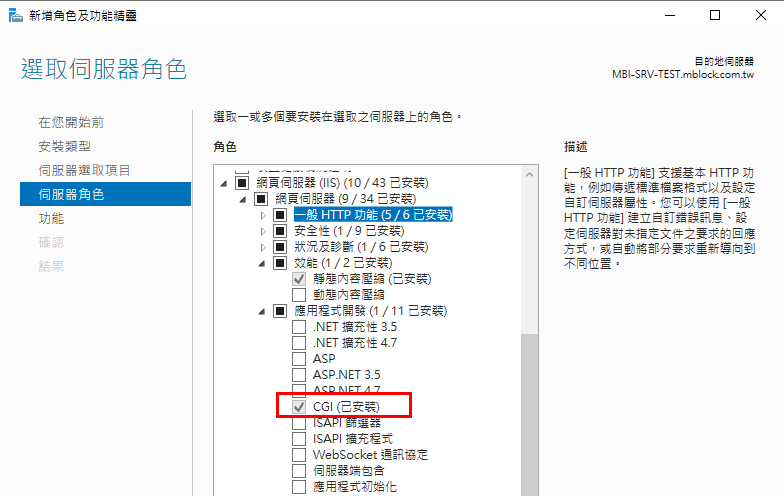 新增角色及功能精靈
選取伺服器角色
目的地伺服器
MBI-SRV-TEST.mblock.com.tw
在您開始前
安裝類型
伺服器選取項目
伺服器角色
功能
確認
結果
選取一或多個要安裝在選取之伺服器上的角色。
角色
網頁伺服器 (IIS) (10 / 43 已安裝)
網頁伺服器 (9 / 34 已安裝)
一般 HTTP 功能 (5 / 6 已安裝)
安全性 (1 / 9 已安裝)
狀況及診斷 (1 / 6 已安裝)
效能 (1 / 2 已安裝)
靜態內容壓縮 (已安裝)
動態內容壓縮
應用程式開發 (1 / 11 已安裝)
.NET 擴充性 3.5
.NET 擴充性 4.7
ASP
ASP.NET 3.5
ASP.NET 4.7
CGI (已安裝)
ISAPI 篩選器
ISAPI 擴充程式
WebSocket 通訊協定
伺服器端包含
應用程式初始化
描述
[一般 HTTP 功能] 支援基本 HTTP 功
能，例如傳遞標準檔案格式以及設定
自訂伺服器屬性。您可以使用 [一般
HTTP 功能] 建立自訂錯誤訊息、設
定伺服器對未指定文件之要求的回應
方式，或自動將部分要求重新導向到
不同位置。